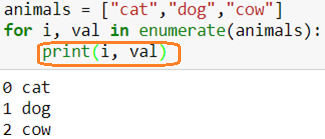 animals = ["cat","dog","cow"]
for i, val in enumerate(animals):
    print(i, val)
0 cat
1 dog
2 cow